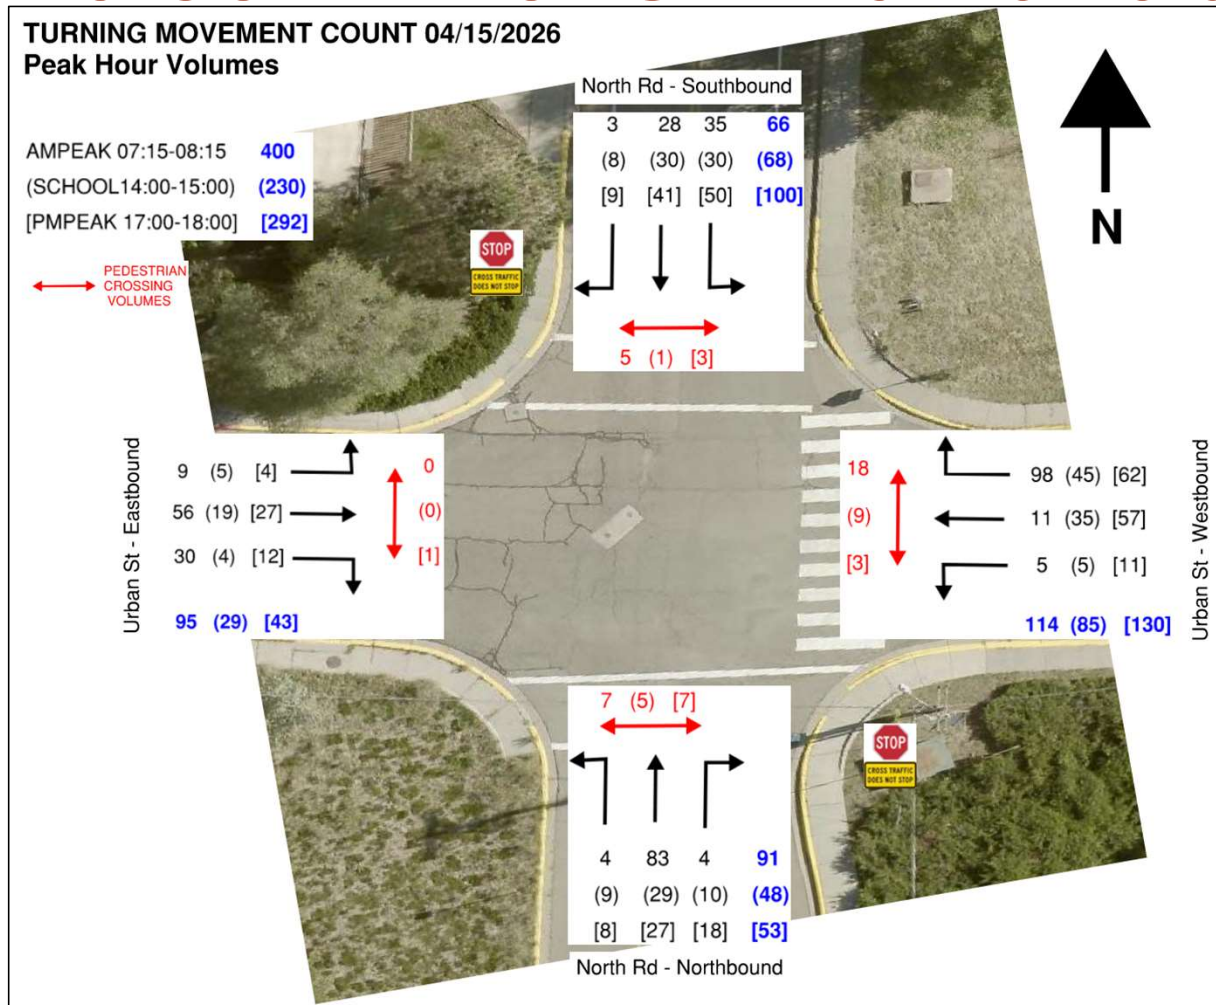 TURNING MOVEMENT COUNT 04/15/2026
Peak Hour Volumes
AMPEAK 07:15-08:15 400
(SCHOOL14:00-15:00) (230)
[PMPEAK 17:00-18:00] [292]
PEDESTRIAN
CROSSING
VOLUMES
North Rd - Southbound
3 28 35 66
(8) (30) (30) (68)
[9] [41] [50] [100]
5 (1) [3]
N
STOP
CROSS TRAFFIC
DOES NOT STOP
Urban St - Eastbound
9 (5) [4]
56 (19) [27]
30 (4) [12]
95 (29) [43]
0
(0)
[1]
18
(9)
[3]
98 (45) [62]
11 (35) [57]
5 (5) [11]
114 (85) [130]
Urban St - Westbound
7 (5) [7]
STOP
CROSS TRAFFIC
DOES NOT STOP
4 83 4 91
(9) (29) (10) (48)
[8] [27] [18] [53]
North Rd - Northbound